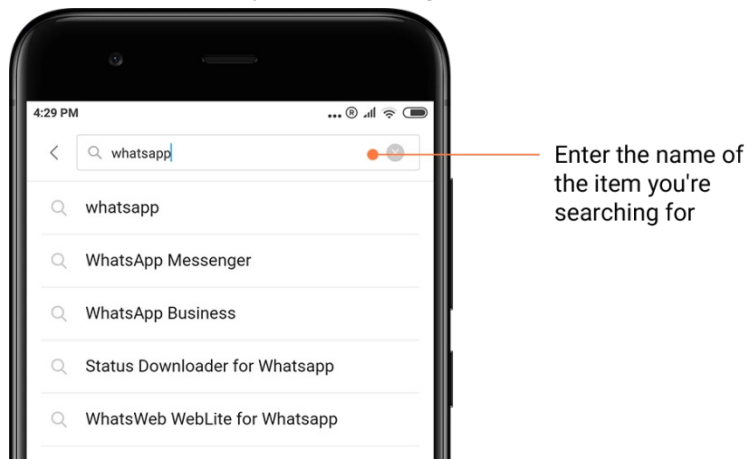 4:29 PM ... ®
whatsapp
whatsapp
WhatsApp Messenger
WhatsApp Business
Status Downloader for Whatsapp
WhatsWeb WebLite for Whatsapp
Enter the name of
the item you're
searching for